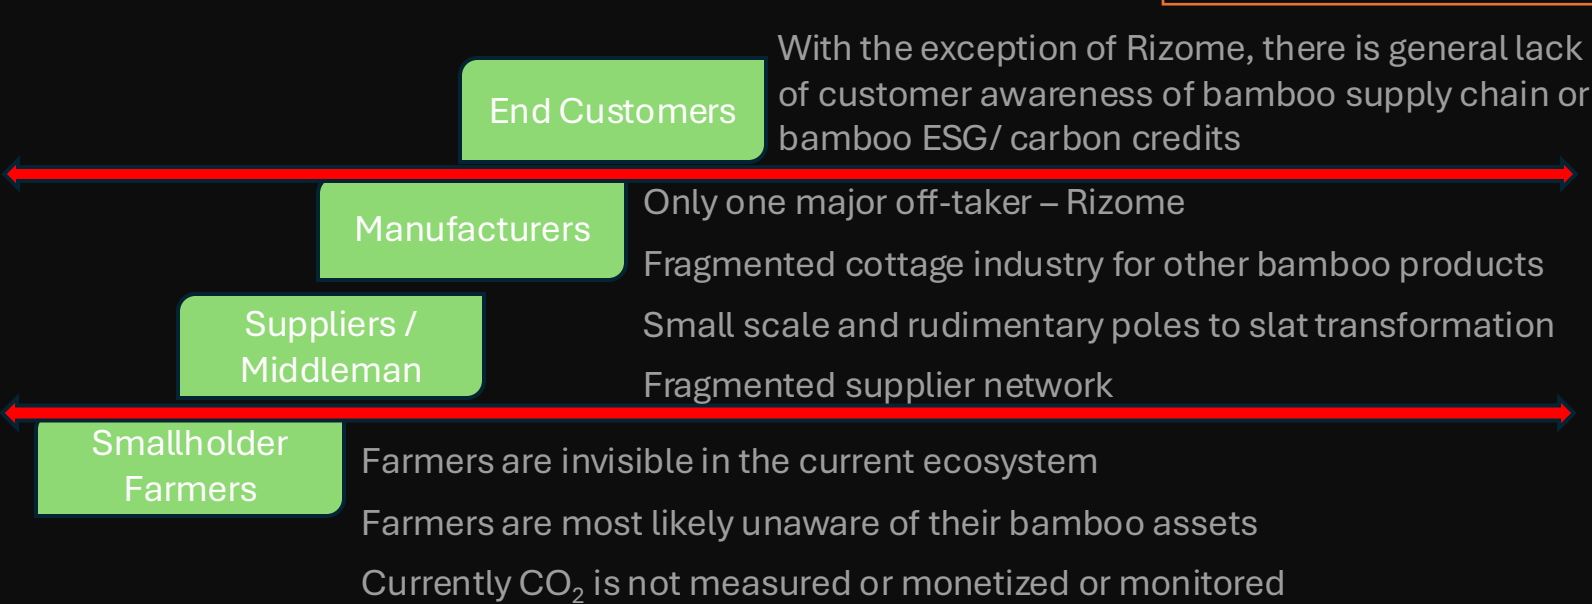 With the exception of Rizome, there is general lack
of customer awareness of bamboo supply chain or
bamboo ESG/ carbon credits
End Customers
Only one major off-taker – Rizome
Manufacturers
Fragmented cottage industry for other bamboo products
Suppliers /
Middleman
Small scale and rudimentary poles to slat transformation
Fragmented supplier network
Smallholder
Farmers
Farmers are invisible in the current ecosystem
Farmers are most likely unaware of their bamboo assets
Currently CO₂ is not measured or monetized or monitored